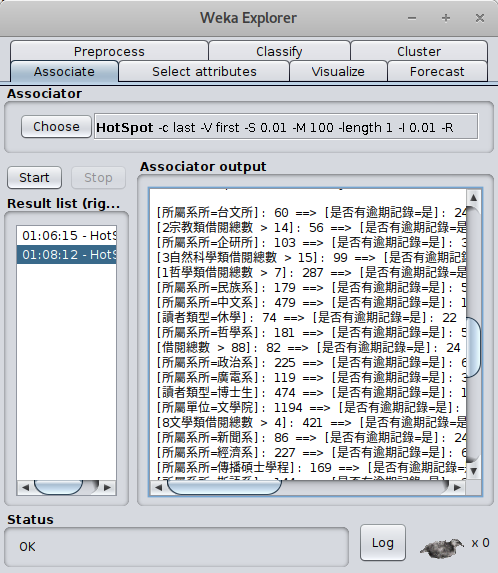 Weka Explorer
Preprocess Classify Cluster
Associate Select attributes Visualize Forecast
Associator
Choose HotSpot -c last -V first -S 0.01 -M 100 -length 1 -I 0.01 -R
Start Stop
Associator output
Result list (rig...
01:06:15 - HotS
01:08:12 - HotS
[所屬系所=台文所]: 60 ==> [是否有逾期記錄=是]: 24
[2宗教類借閱總數 > 14]: 56 ==> [是否有逾期記錄=是]
[所屬系所=企研所]: 103 ==> [是否有逾期記錄=是]: 3
[3自然科學類借閱總數 > 15]: 99 ==> [是否有逾期記錄
[1哲學類借閱總數 > 7]: 287 ==> [是否有逾期記錄=是]
[所屬系所=民族系]: 179 ==> [是否有逾期記錄=是]: 5
[所屬系所=中文系]: 479 ==> [是否有逾期記錄=是]: 1
[讀者類型=休學]: 74 ==> [是否有逾期記錄=是]: 22
[所屬系所=哲學系]: 181 ==> [是否有逾期記錄=是]: 5
[借閱總數 > 88]: 82 ==> [是否有逾期記錄=是]: 24
[所屬系所=政治系]: 225 ==> [是否有逾期記錄=是]: 6
[所屬系所=廣電系]: 119 ==> [是否有逾期記錄=是]: 3
[讀者類型=博士生]: 474 ==> [是否有逾期記錄=是]: 1
[所屬單位=文學院]: 1194 ==> [是否有逾期記錄=是]:
[8文學類借閱總數 > 4]: 421 ==> [是否有逾期記錄=是]
[所屬系所=新聞系]: 86 ==> [是否有逾期記錄=是]: 24
[所屬系所=經濟系]: 227 ==> [是否有逾期記錄=是]: 6
[所屬系所=傳播碩士學程]: 169 ==> [是否有逾期記錄=
Status
OK
Log
x 0